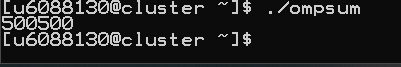 [u6088130@cluster ~]$ ./ompsum
500500
[u6088130@cluster ~]$